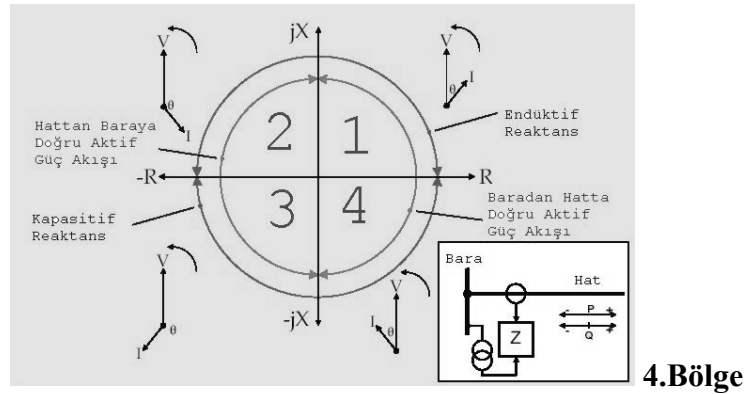 jX
V
θ
I
V
I
θ
Hattan Baraya
Doğru Aktif
Güç Akışı
2
1
Endüktif
Reaktans
-R
R
Kapasitif
Reaktans
3
4
Baradan Hatta
Doğru Aktif
Güç Akışı
V
θ
I
-jX
V
I
θ
Bara
Hat
Z
- P +
- Q +
4.Bölge